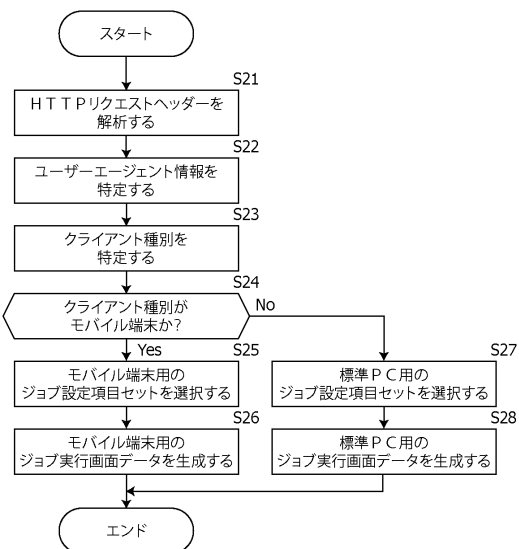 スタート
S21
ＨＴＴＰリクエストヘッダーを
解析する
S22
ユーザーエージェント情報を
特定する
S23
クライアント種別を
特定する
S24
クライアント種別が
モバイル端末か？
No
Yes
S25
モバイル端末用の
ジョブ設定項目セットを選択する
S27
標準ＰＣ用の
ジョブ設定項目セットを選択する
S26
モバイル端末用の
ジョブ実行画面データを生成する
S28
標準ＰＣ用の
ジョブ実行画面データを生成する
エンド